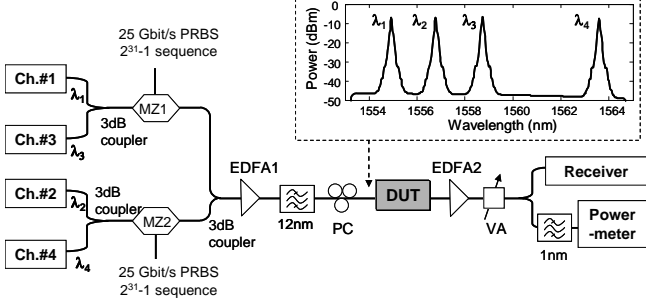 25 Gbit/s PRBS
2³¹-1 sequence
Ch.#1
λ₁
MZ1
3dB
coupler
Ch.#3
λ₃
Ch.#2
λ₂
3dB
coupler
MZ2
Ch.#4
λ₄
25 Gbit/s PRBS
2³¹-1 sequence
3dB
coupler
EDFA1
12nm
PC
DUT
EDFA2
VA
Receiver
1nm
Power
-meter
Power (dBm)
0
-10
-20
-30
-40
-50
λ₁ λ₂ λ₃ λ₄
1554 1556 1558 1560 1562 1564
Wavelength (nm)